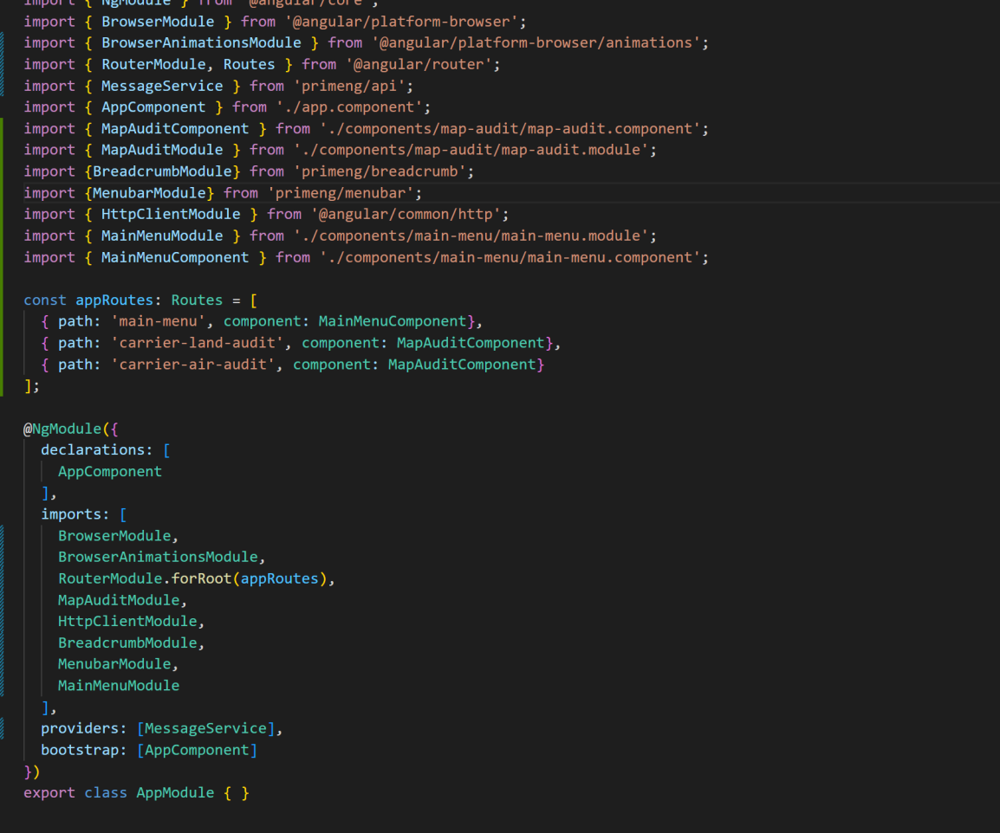 import { NgModule } from '@angular/core';
import { BrowserModule } from '@angular/platform-browser';
import { BrowserAnimationsModule } from '@angular/platform-browser/animations';
import { RouterModule, Routes } from '@angular/router';
import { MessageService } from 'primeng/api';
import { AppComponent } from './app.component';
import { MapAuditComponent } from './components/map-audit/map-audit.component';
import { MapAuditModule } from './components/map-audit/map-audit.module';
import {BreadcrumbModule} from 'primeng/breadcrumb';
import {MenubarModule} from 'primeng/menubar';
import { HttpClientModule } from '@angular/common/http';
import { MainMenuModule } from './components/main-menu/main-menu.module';
import { MainMenuComponent } from './components/main-menu/main-menu.component';

const appRoutes: Routes = [
  { path: 'main-menu', component: MainMenuComponent},
  { path: 'carrier-land-audit', component: MapAuditComponent},
  { path: 'carrier-air-audit', component: MapAuditComponent}
];

@NgModule({
  declarations: [
    AppComponent
  ],
  imports: [
    BrowserModule,
    BrowserAnimationsModule,
    RouterModule.forRoot(appRoutes),
    MapAuditModule,
    HttpClientModule,
    BreadcrumbModule,
    MenubarModule,
    MainMenuModule
  ],
  providers: [MessageService],
  bootstrap: [AppComponent]
})
export class AppModule { }